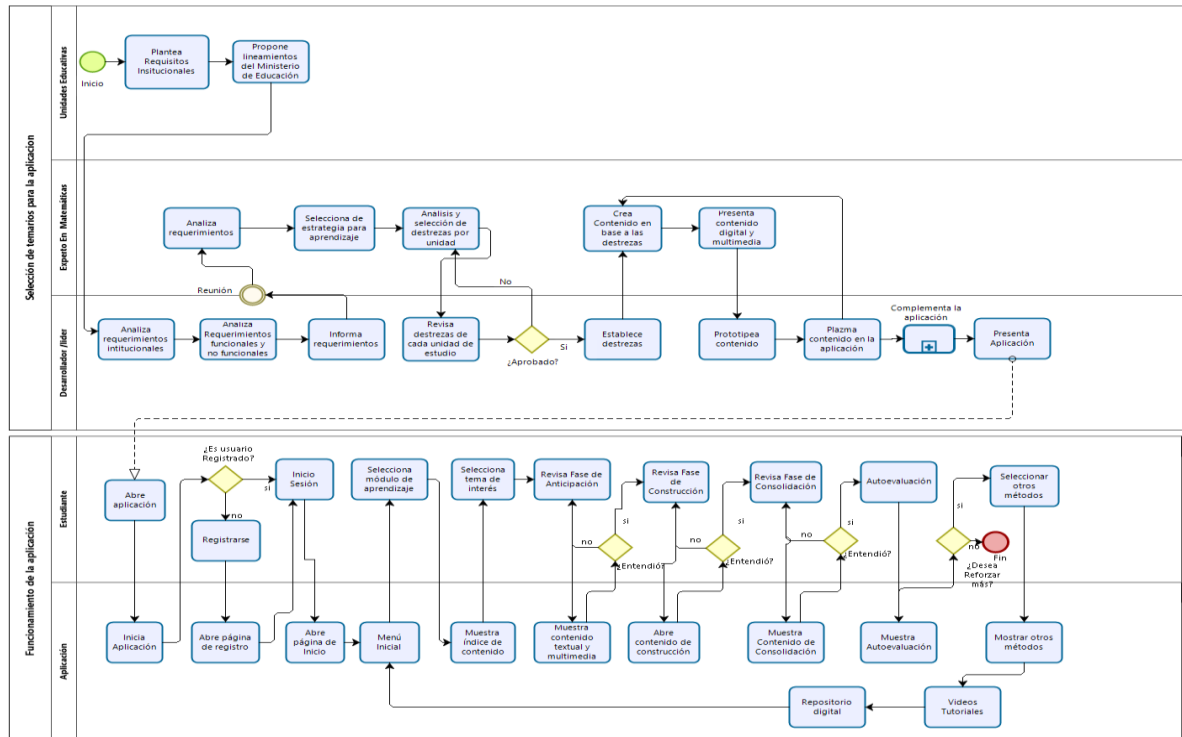 Selección de temarios para la aplicacion
Unidades Educativas
Inicio
Plantea
Requisitos
Insitucionales
Propone
lineamientos
del Ministerio
de Educación
Experto En Matemáticas
Analiza
requerimientos
Selecciona de
estrategia para
aprendizaje
Análisis y
selección de
destrezas por
unidad
Crea
Contenido en
base a las
destrezas
Presenta
contenido
digital y
multimedia
Reunión
No
Desarrollador /líder
Analiza
requerimientos
intitucionales
Analiza
Requerimientos
funcionales y
no funcionales
Informa
requerimientos
Revisa
destrezas de
cada unidad de
estudio
¿Aprobado?
Si
Establece
destrezas
Prototipea
contenido
Plazma
contenido en la
aplicación
Complementa la
aplicación
Presenta
Aplicación
Funcionamiento de la aplicación
Estudiante
Abre
aplicación
¿Es usuario
Registrado?
si
no
Registrarse
Inicio
Sesión
Selecciona
módulo de
aprendizaje
Selecciona
tema de
interés
Revisa Fase de
Anticipación
no
si
¿Entendió?
Revisa Fase
de
Construcción
no
si
¿Entendió?
Revisa Fase
de
Consolidación
no
si
¿Entendió?
Autoevaluación
si
no
Fin
¿Desea
Reforzar
más?
Seleccionar
otros
métodos
Aplicación
Inicia
Aplicación
Abre página
de registro
Abre
página de
Inicio
Menú
Inicial
Muestra
índice de
contenido
Muestra
contenido
textual y
multimedia
Abre
contenido de
construcción
Muestra
Contenido de
Consolidación
Muestra
Autoevaluación
Mostrar otros
métodos
Repositorio
digital
Videos
Tutoriales